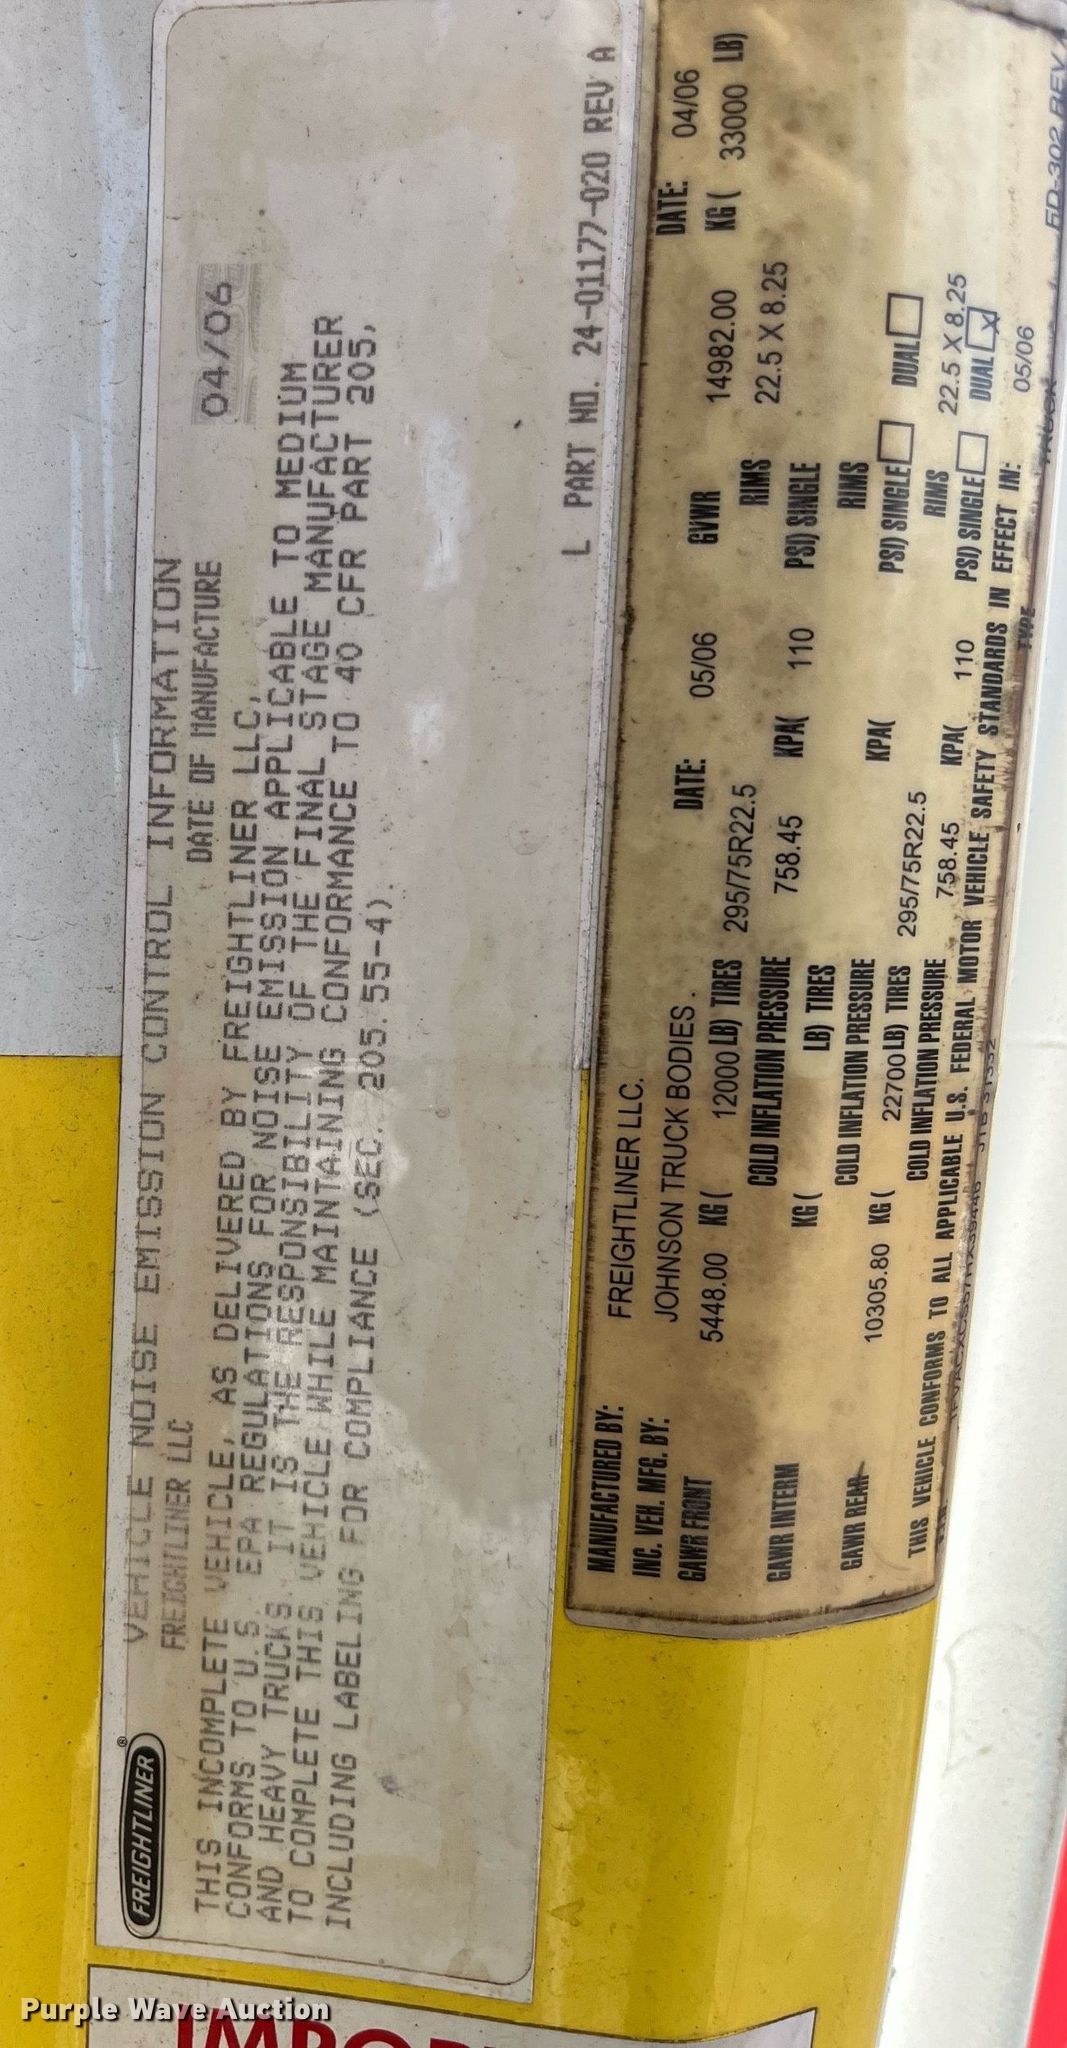 FREIGHTLINER ®
VEHICLE NOISE EMISSION CONTROL INFORMATION
FREIGHTLINER LLC DATE OF MANUFACTURE 04/06
THIS INCOMPLETE VEHICLE, AS DELIVERED BY FREIGHTLINER LLC,
CONFORMS TO U.S. EPA REGULATIONS FOR NOISE EMISSION APPLICABLE TO MEDIUM
AND HEAVY TRUCKS. IT IS THE RESPONSIBILITY OF THE FINAL STAGE MANUFACTURER
TO COMPLETE THIS VEHICLE WHILE MAINTAINING CONFORMANCE TO 40 CFR PART 205,
INCLUDING LABELING FOR COMPLIANCE (SEC. 205.55-4).
L PART NO. 24-01177-020 REV A
MANUFACTURED BY: FREIGHTLINER LLC. DATE: 04/06
INC. VEH. MFG. BY: JOHNSON TRUCK BODIES . DATE: 05/06 GVWR 14982.00 KG ( 33000 LB)
GAWR FRONT 5448.00 KG ( 12000 LB) TIRES 295/75R22.5 RIMS 22.5 X 8.25
COLD INFLATION PRESSURE 758.45 KPA( 110 PSI) SINGLE
GAWR INTERM KG ( LB) TIRES RIMS
COLD INFLATION PRESSURE KPA( PSI) SINGLE DUAL
GAWR REAR 10305.80 KG ( 22700 LB) TIRES 295/75R22.5 RIMS 22.5 X 8.25
COLD INFLATION PRESSURE 758.45 KPA( 110 PSI) SINGLE DUAL X
THIS VEHICLE CONFORMS TO ALL APPLICABLE U.S. FEDERAL MOTOR VEHICLE SAFETY STANDARDS IN EFFECT IN: 05/06
TYPE TRUCK
FD-302 REV
Purple Wave Auction